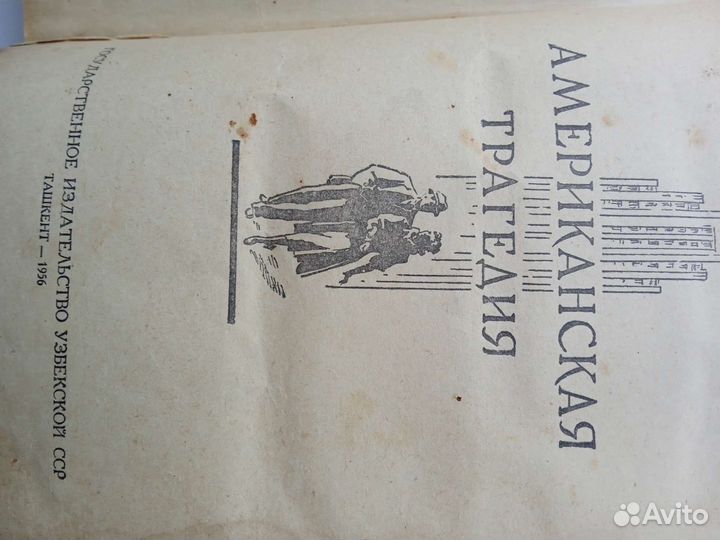 АМЕРИКАНСКАЯ
ТРАГЕДИЯ
ГОСУДАРСТВЕННОЕ ИЗДАТЕЛЬСТВО УЗБЕКСКОЙ ССР
ТАШКЕНТ — 1956
Avito